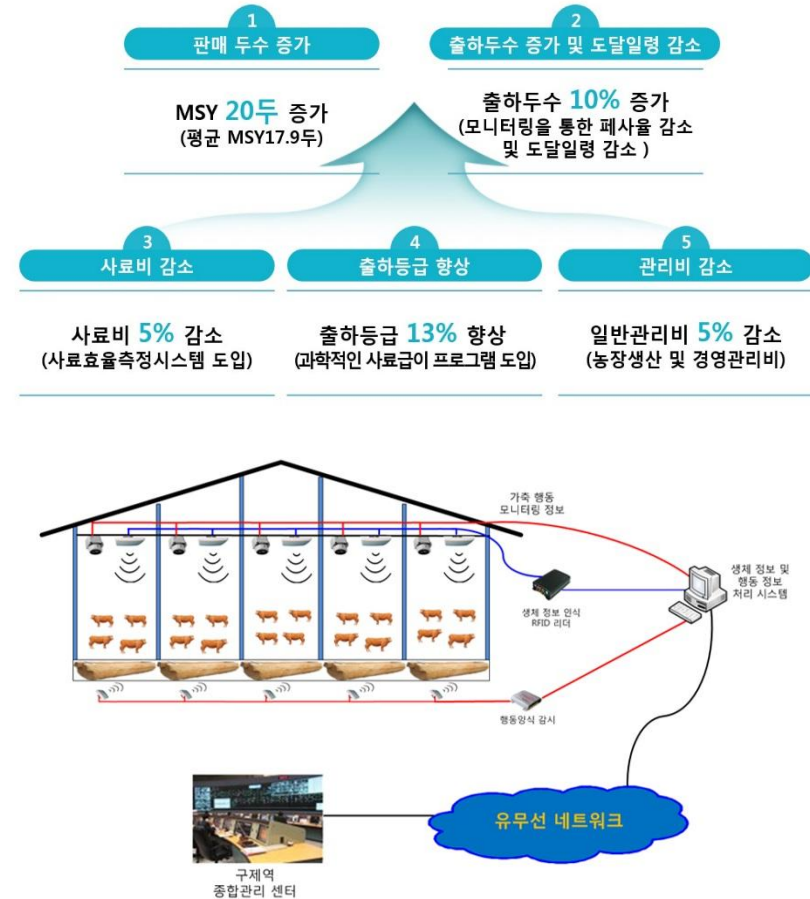 1
판매 두수 증가
MSY 20두 증가
(평균 MSY17.9두)
2
출하두수 증가 및 도달일령 감소
출하두수 10% 증가
(모니터링을 통한 폐사율 감소
및 도달일령 감소 )
3
사료비 감소
사료비 5% 감소
(사료효율측정시스템 도입)
4
출하등급 향상
출하등급 13% 향상
(과학적인 사료급이 프로그램 도입)
5
관리비 감소
일반관리비 5% 감소
(농장생산 및 경영관리비)
가축 행동
모니터링 정보
생체 정보 인식
RFID 리더
생체 정보 및
행동 정보
처리 시스템
행동양식 감시
유무선 네트워크
구제역
종합관리 센터